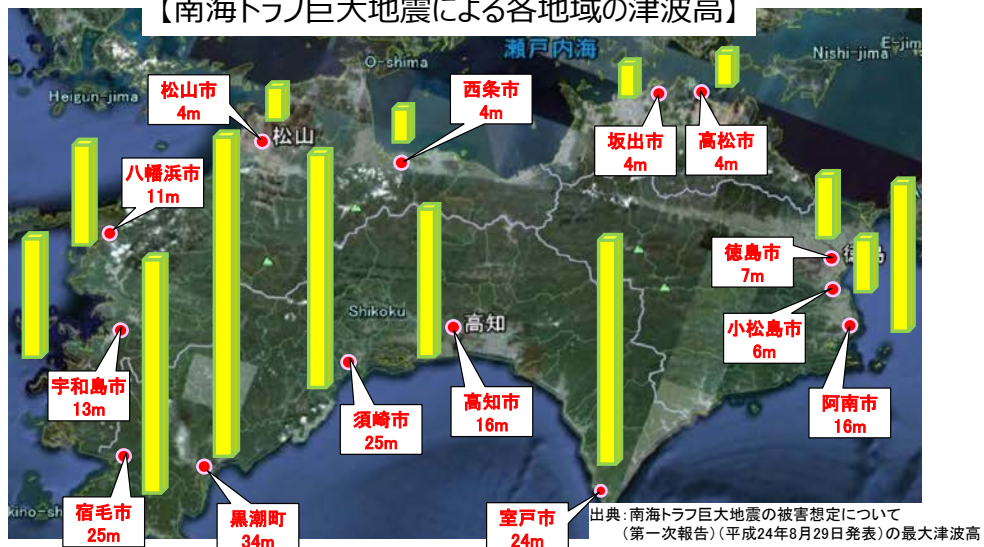 【南海トラフ巨大地震による各地域の津波高】
瀬戸内海
O-shima
Nishi-jima
E-jim
Heigun-jima
松山市
4m
松山
西条市
4m
坂出市
4m
高松市
4m
八幡浜市
11m
徳島市
7m
小松島市
6m
Shikoku
高知
宇和島市
13m
須崎市
25m
高知市
16m
阿南市
16m
kino-sh
宿毛市
25m
黒潮町
34m
室戸市
24m
出典：南海トラフ巨大地震の被害想定について
（第一次報告）（平成24年8月29日発表）の最大津波高